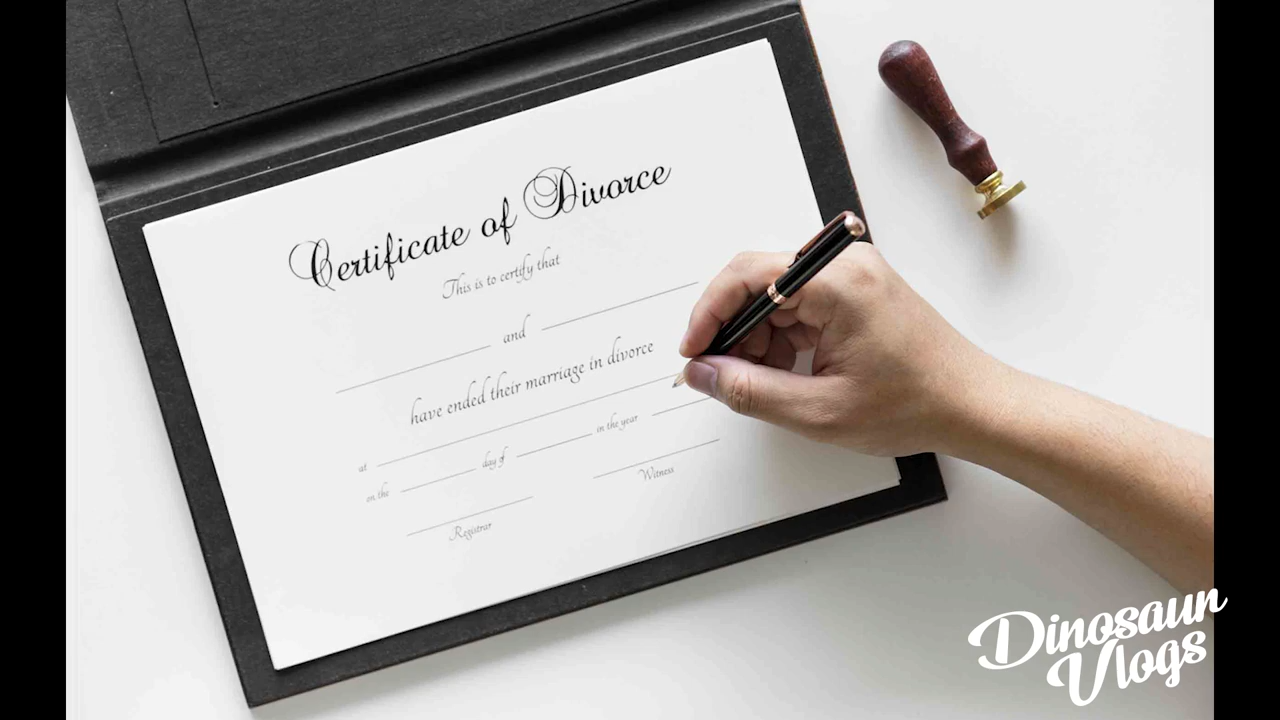 Certificate of Divorce
This is to certify that
and
have ended their marriage in divorce
at
on the day of in the year
Registrar Witness
Dinosaun
Vlogs